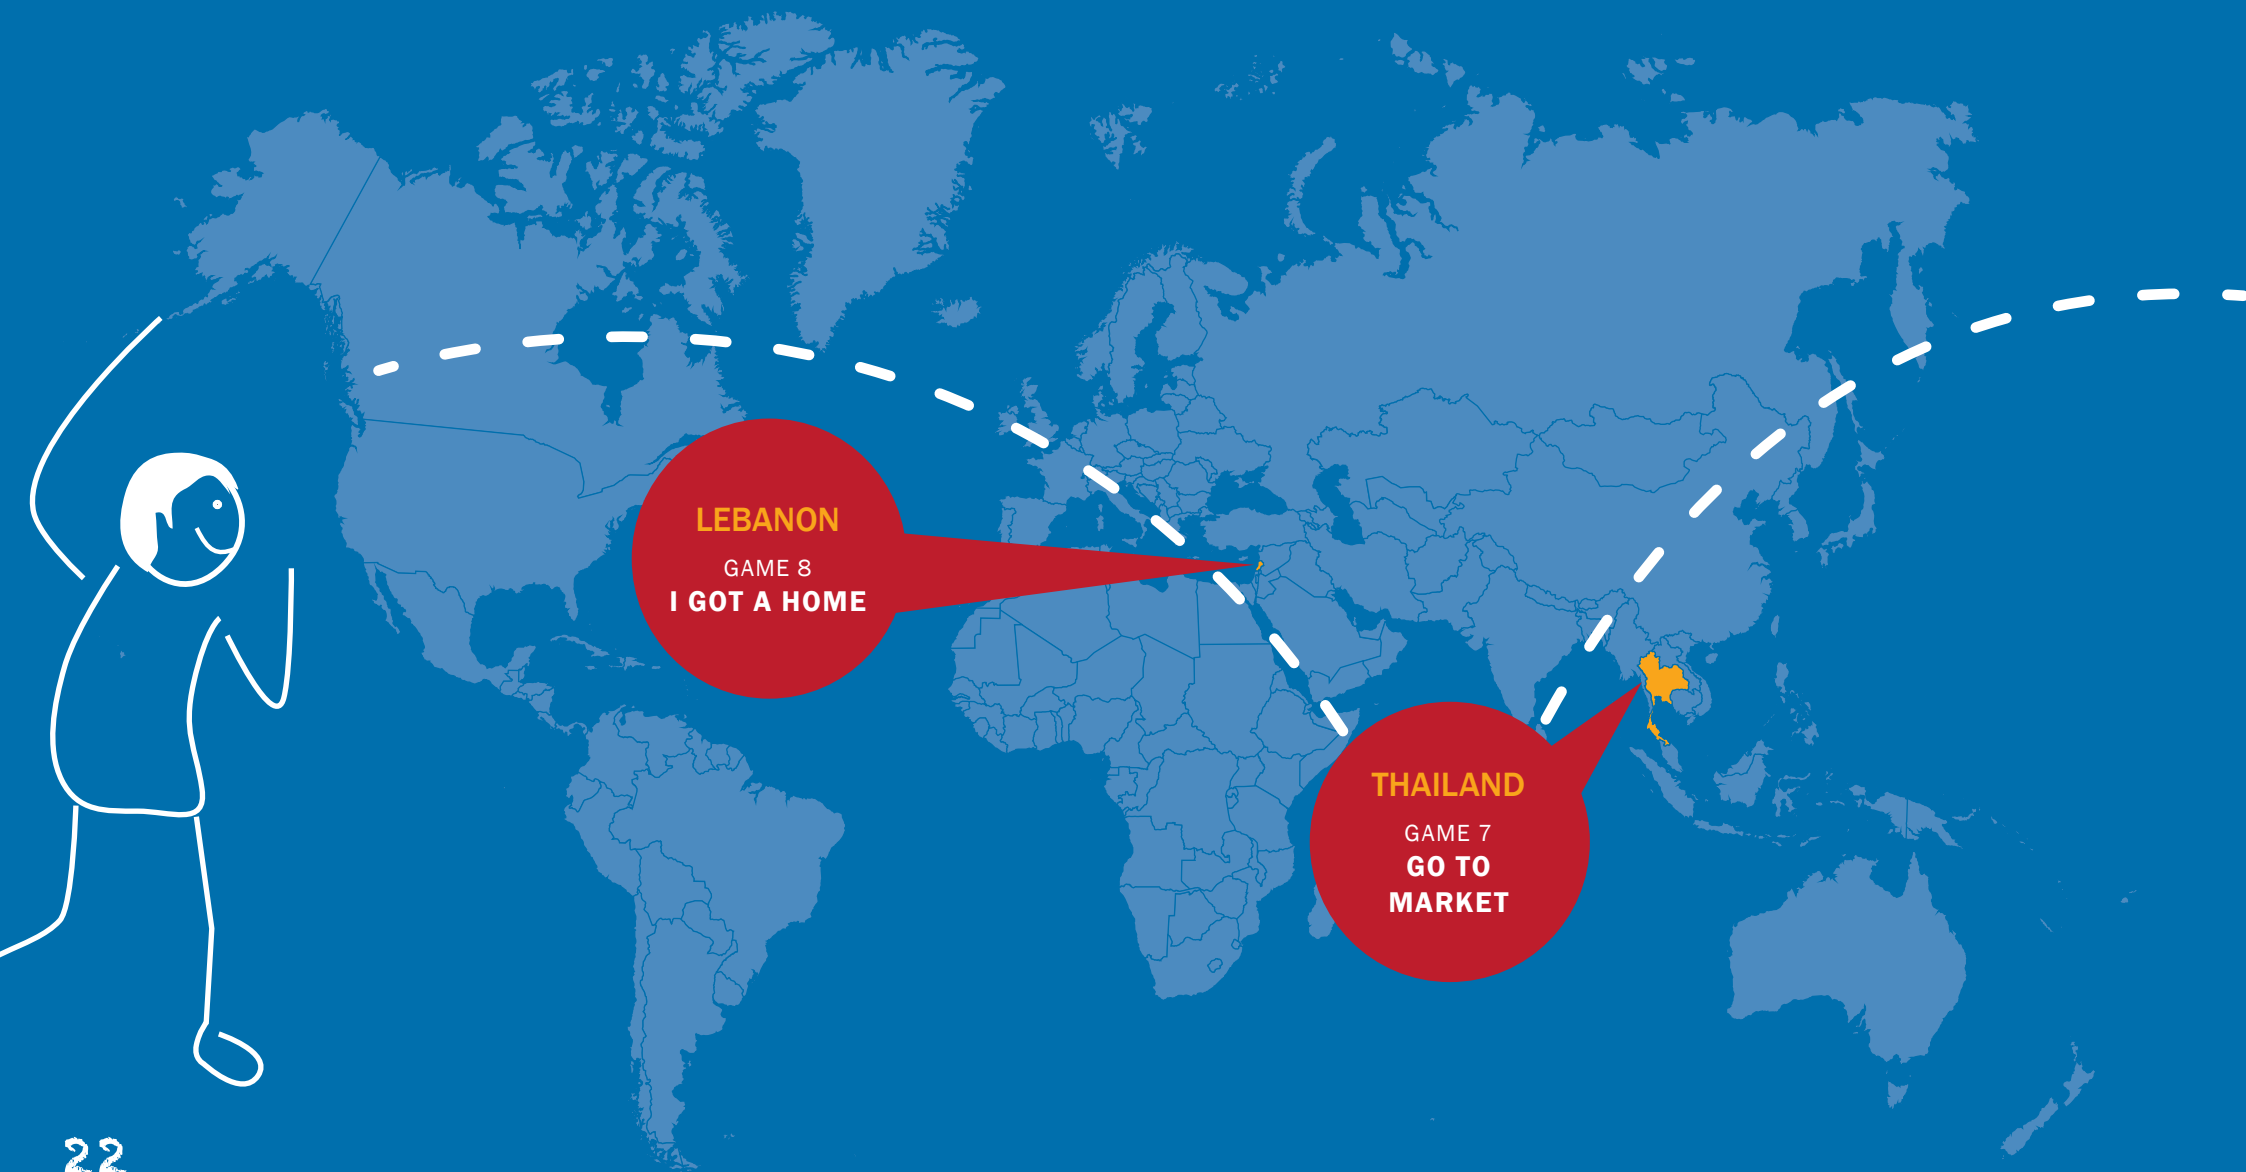 LEBANON
GAME 8
I GOT A HOME
THAILAND
GAME 7
GO TO
MARKET
22